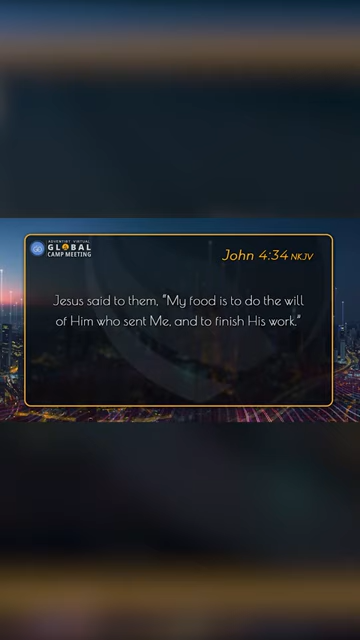 ADVENTIST VIRTUAL
GLOBAL
CAMP MEETING
John 4:34 NKJV
Jesus said to them, "My food is to do the will
of Him who sent Me, and to finish His work."